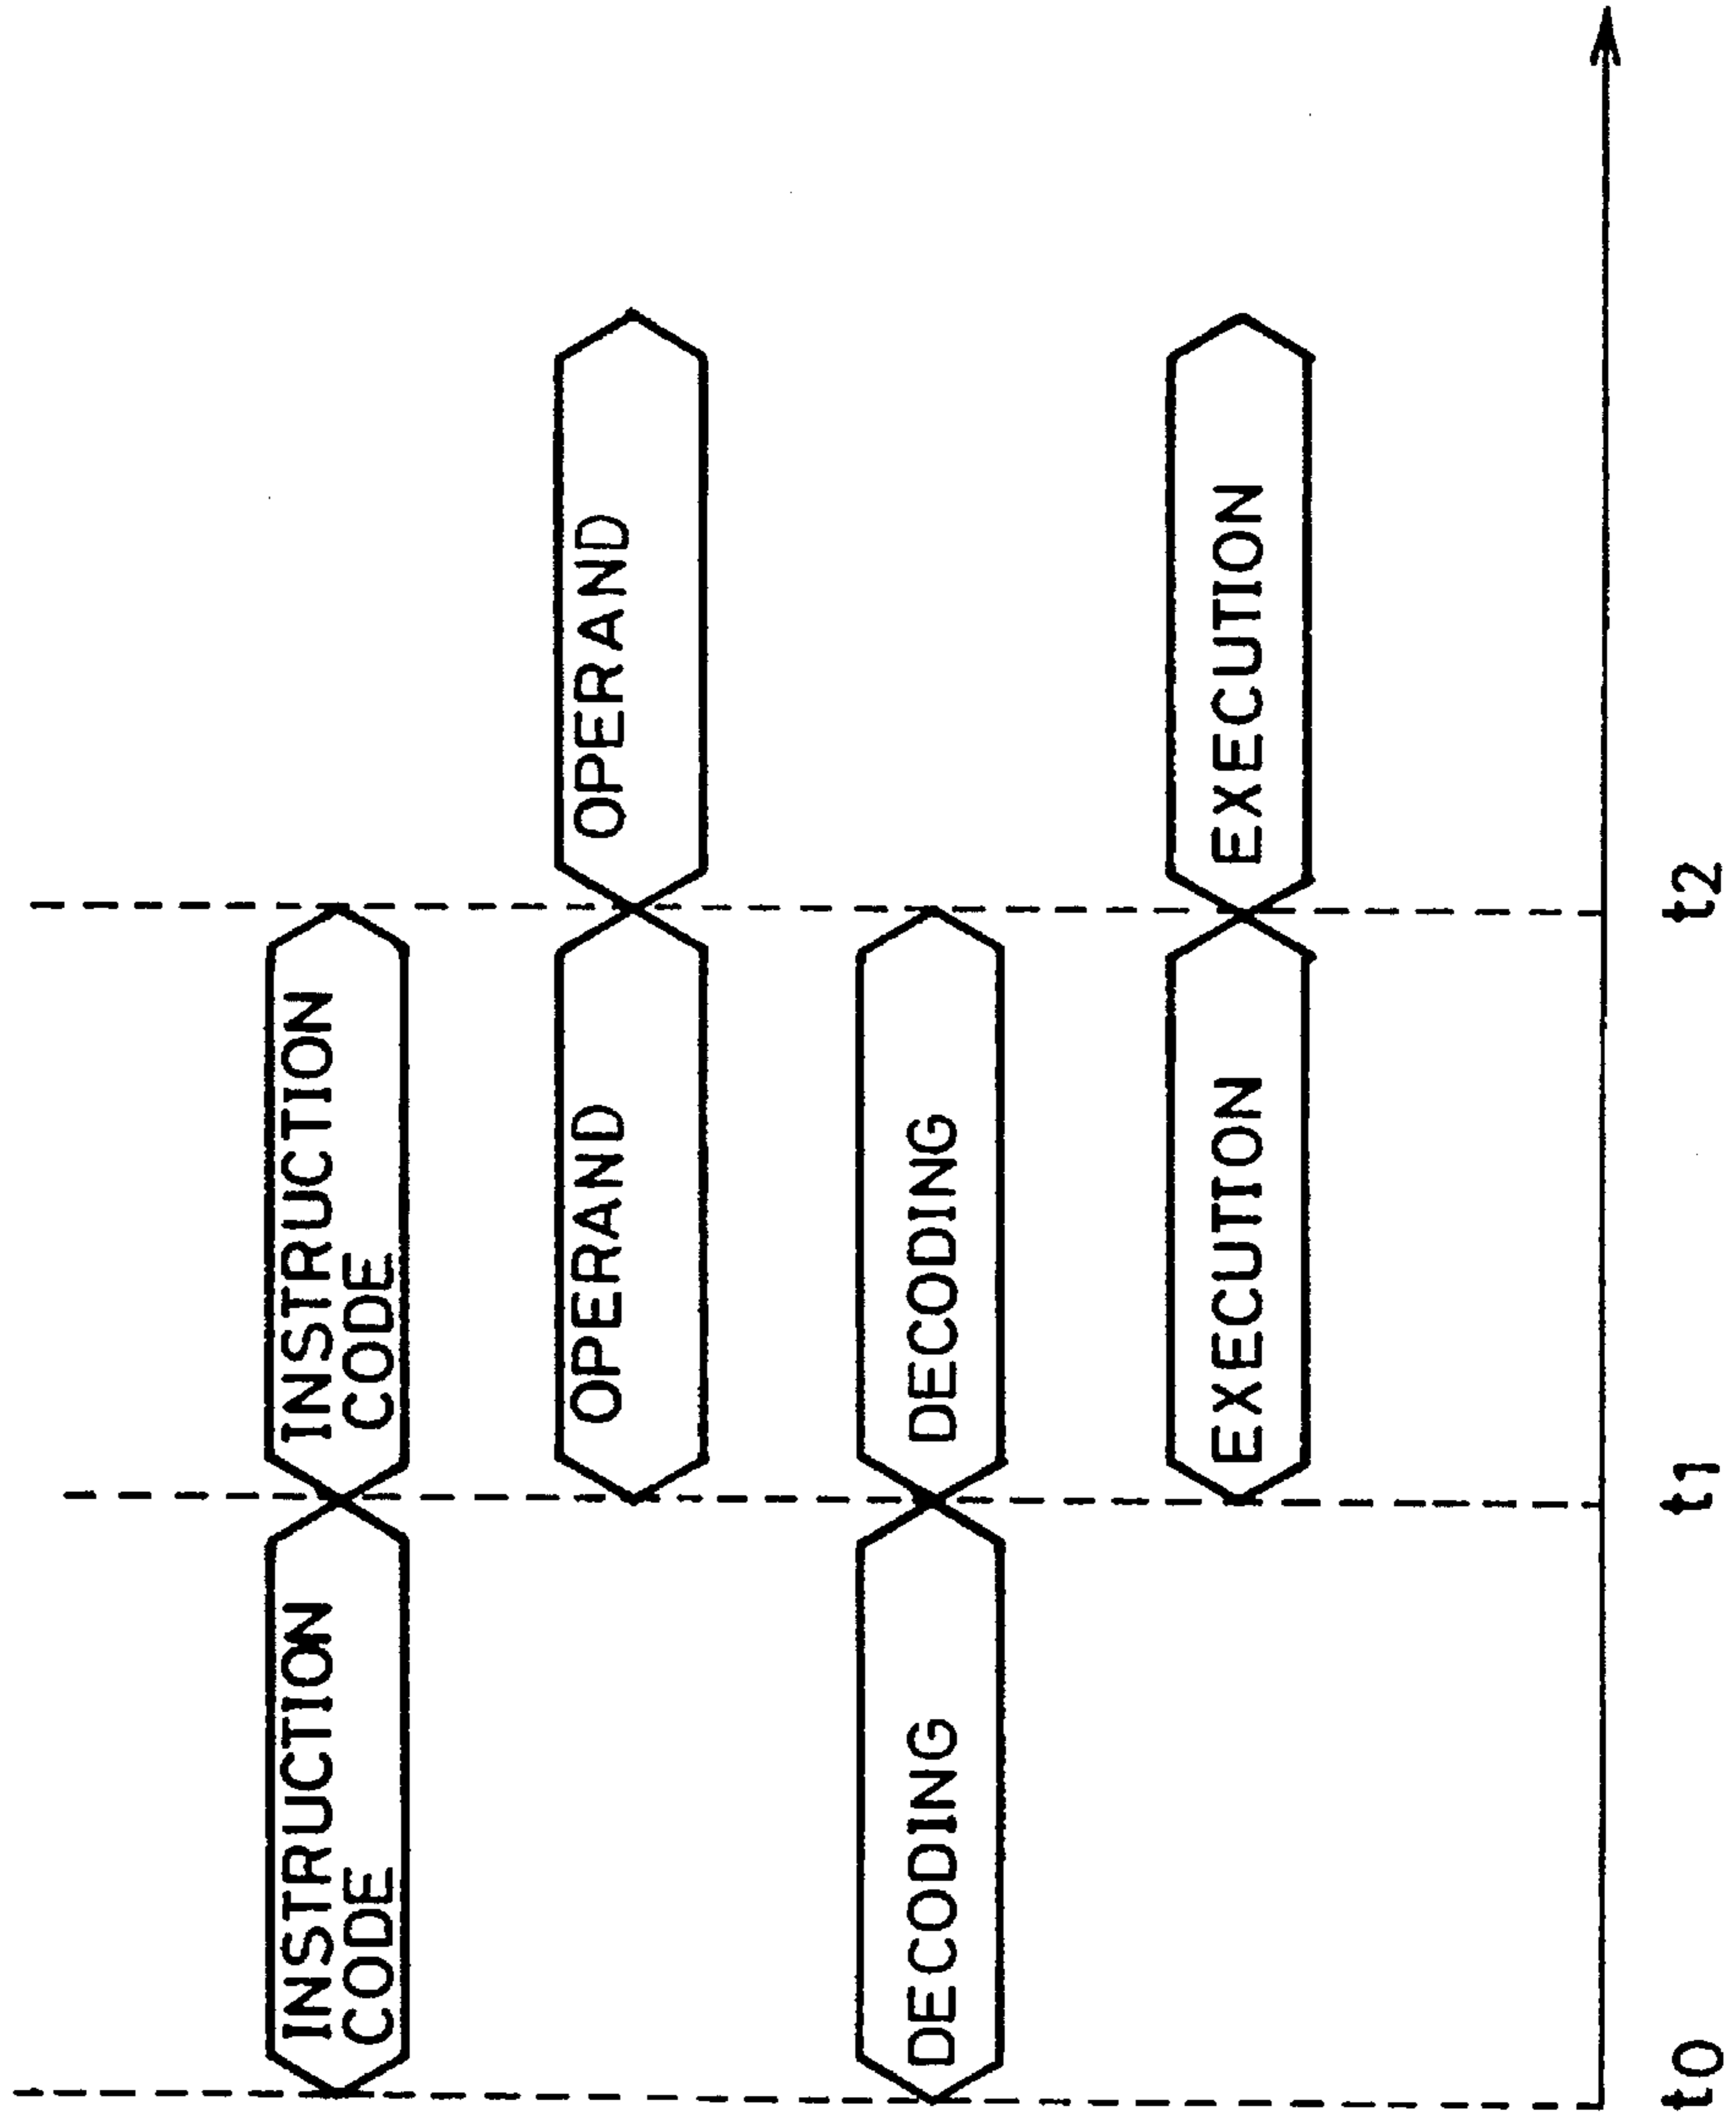 INSTRUCTION
CODE
INSTRUCTION
CODE
OPERAND
OPERAND
DECODING
DECODING
EXECUTION
EXECUTION
t0
t1
t2